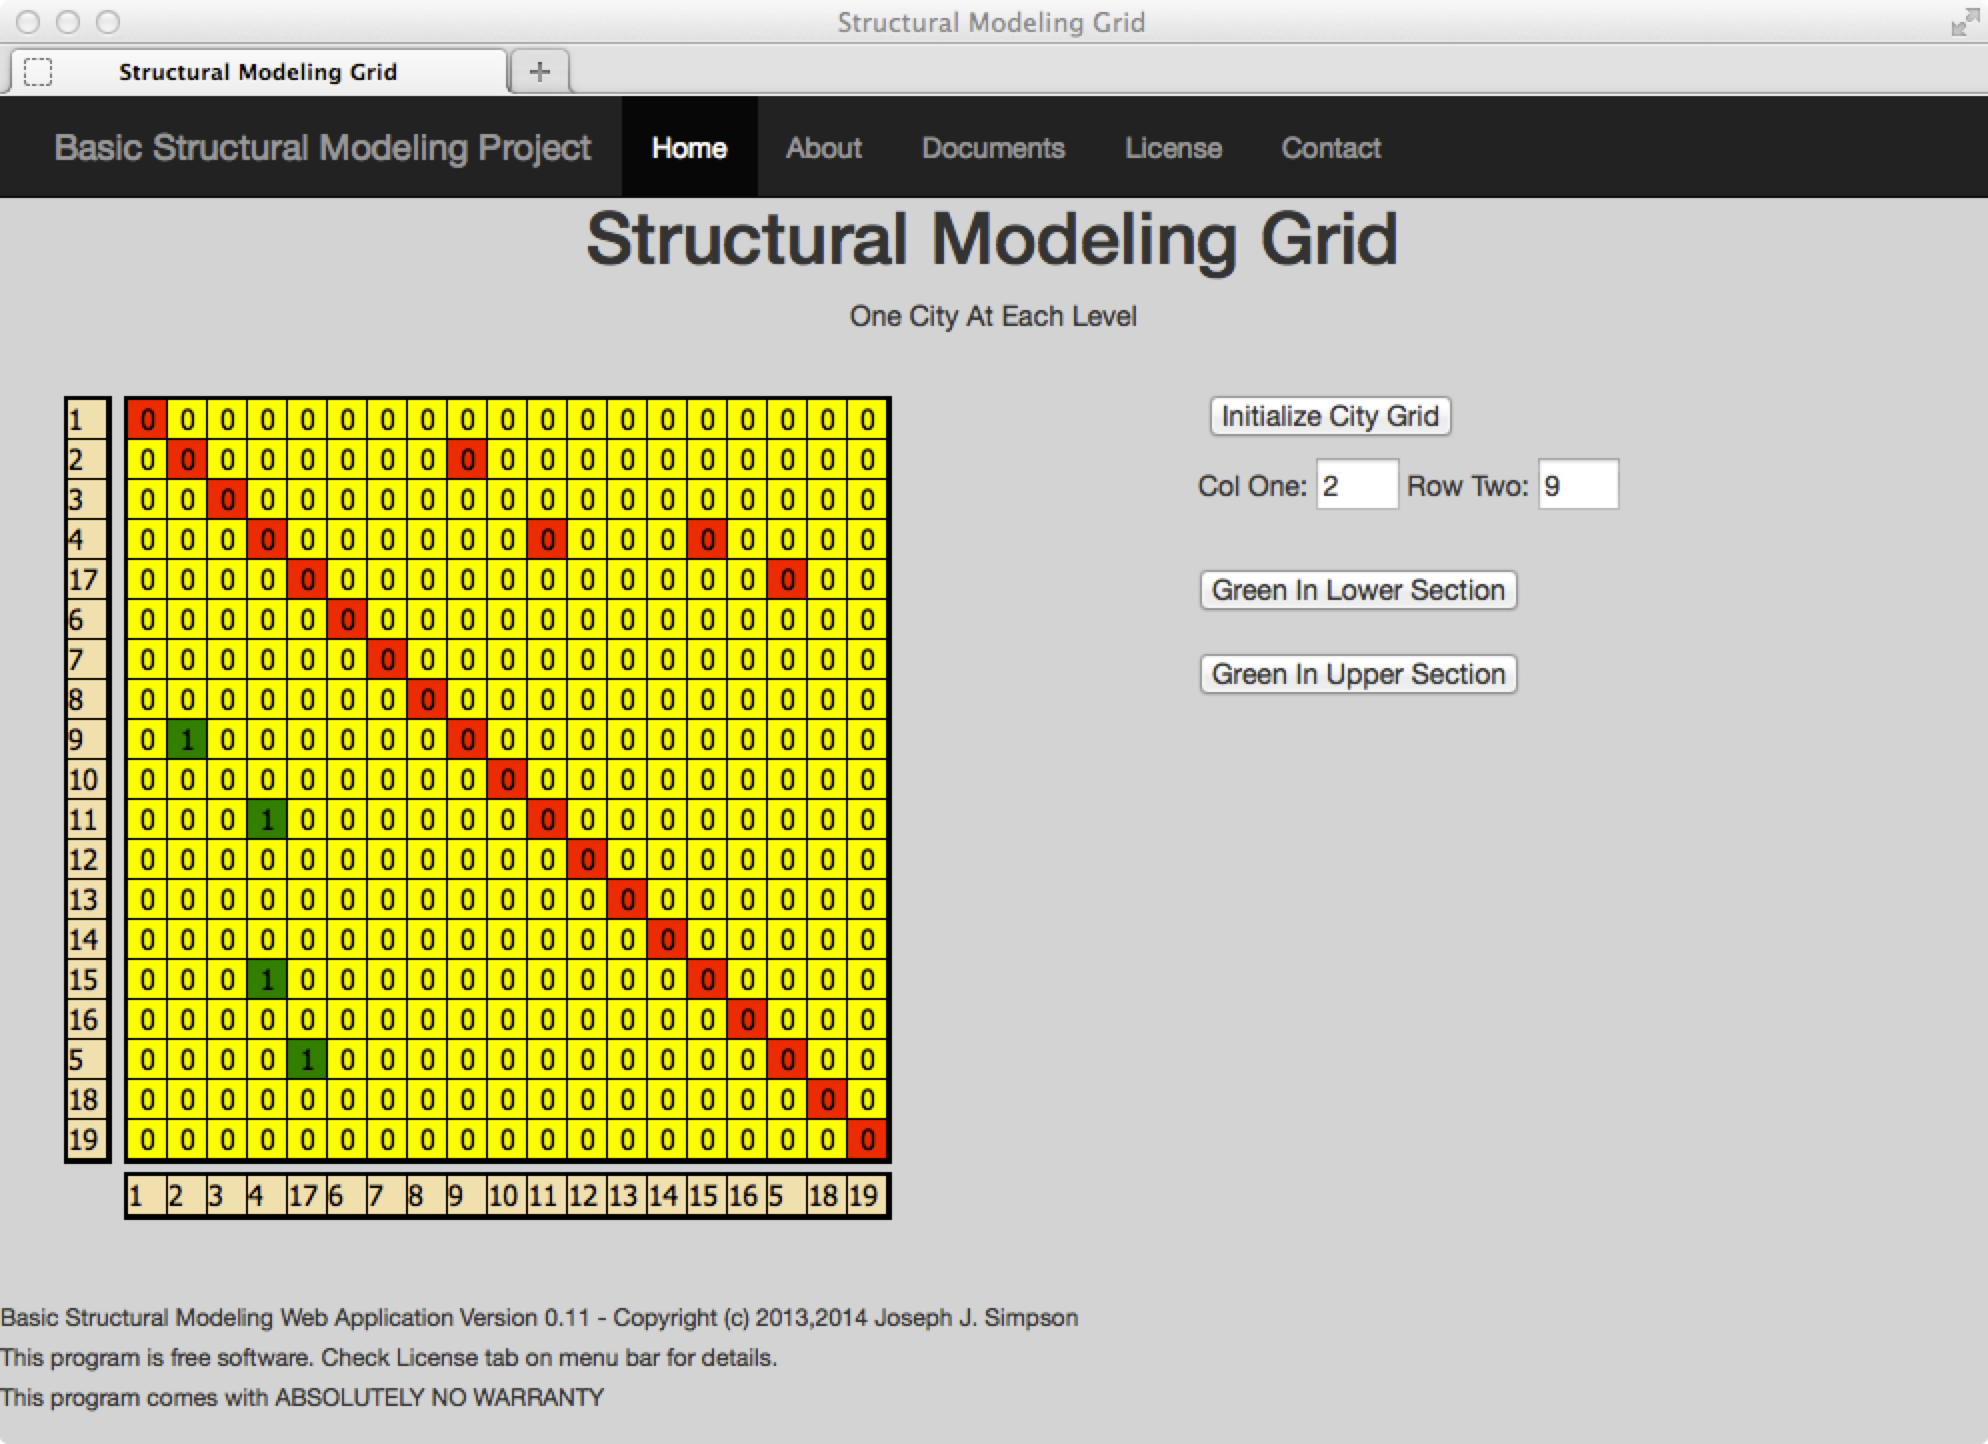 Structural Modeling Grid
Structural Modeling Grid
Basic Structural Modeling Project Home About Documents License Contact
Structural Modeling Grid
One City At Each Level
1 0 0 0 0 0 0 0 0 0 0 0 0 0 0 0 0 0 0 0 Initialize City Grid
2 0 0 0 0 0 0 0 0 0 0 0 0 0 0 0 0 0 0 0
Col One: 2 Row Two: 9
3 0 0 0 0 0 0 0 0 0 0 0 0 0 0 0 0 0 0 0
4 0 0 0 0 0 0 0 0 0 0 0 0 0 0 0 0 0 0 0
17 0 0 0 0 0 0 0 0 0 0 0 0 0 0 0 0 0 0 0 Green In Lower Section
6 0 0 0 0 0 0 0 0 0 0 0 0 0 0 0 0 0 0 0
7 0 0 0 0 0 0 0 0 0 0 0 0 0 0 0 0 0 0 0 Green In Upper Section
8 0 0 0 0 0 0 0 0 0 0 0 0 0 0 0 0 0 0 0
9 0 1 0 0 0 0 0 0 0 0 0 0 0 0 0 0 0 0 0
10 0 0 0 0 0 0 0 0 0 0 0 0 0 0 0 0 0 0 0
11 0 0 0 1 0 0 0 0 0 0 0 0 0 0 0 0 0 0 0
12 0 0 0 0 0 0 0 0 0 0 0 0 0 0 0 0 0 0 0
13 0 0 0 0 0 0 0 0 0 0 0 0 0 0 0 0 0 0 0
14 0 0 0 0 0 0 0 0 0 0 0 0 0 0 0 0 0 0 0
15 0 0 0 1 0 0 0 0 0 0 0 0 0 0 0 0 0 0 0
16 0 0 0 0 0 0 0 0 0 0 0 0 0 0 0 0 0 0 0
5 0 0 0 0 1 0 0 0 0 0 0 0 0 0 0 0 0 0 0
18 0 0 0 0 0 0 0 0 0 0 0 0 0 0 0 0 0 0 0
19 0 0 0 0 0 0 0 0 0 0 0 0 0 0 0 0 0 0 0
1 2 3 4 17 6 7 8 9 10 11 12 13 14 15 16 5 18 19
Basic Structural Modeling Web Application Version 0.11 - Copyright (c) 2013,2014 Joseph J. Simpson
This program is free software. Check License tab on menu bar for details.
This program comes with ABSOLUTELY NO WARRANTY